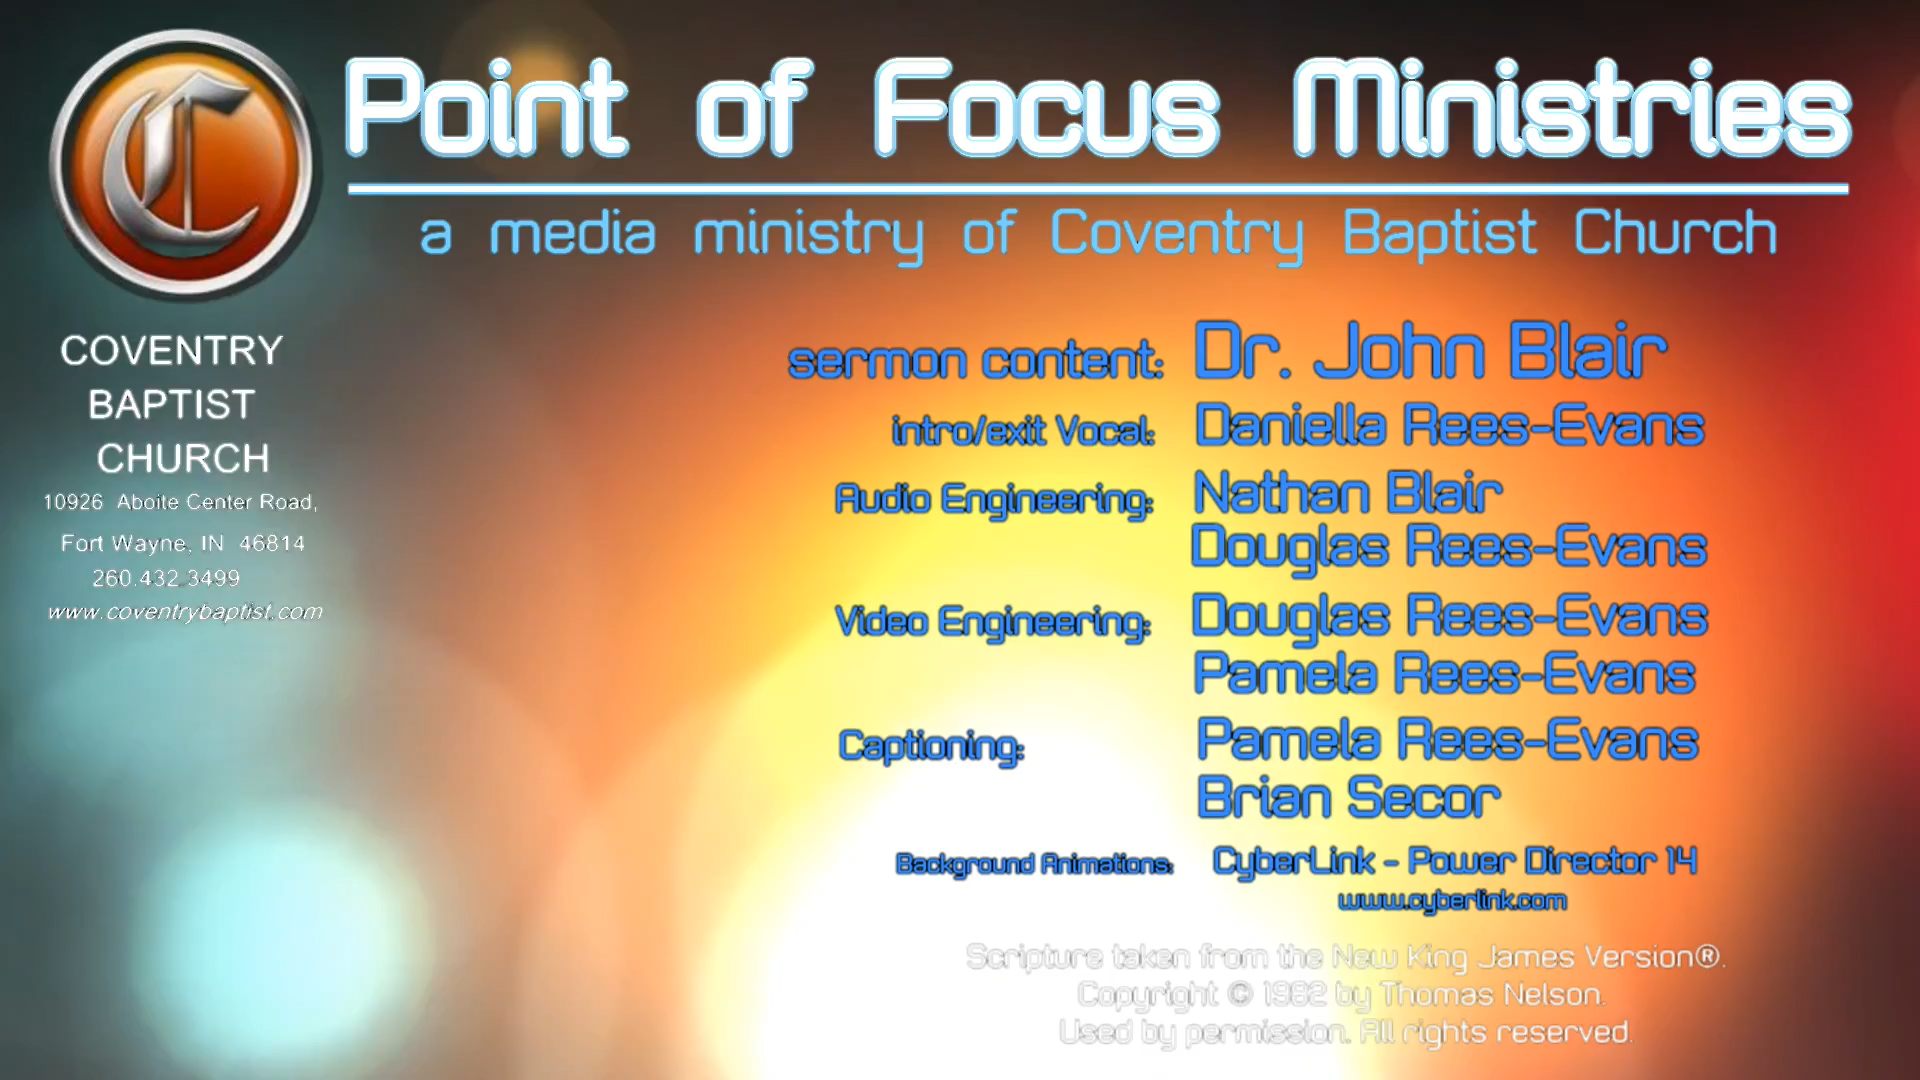 C
Point of Focus Ministries
a media ministry of Coventry Baptist Church
COVENTRY
BAPTIST
CHURCH
10926 Aboite Center Road,
Fort Wayne, IN 46814
260.432.3499
www.coventrybaptist.com
sermon content: Dr. John Blair
intro/exit Vocal: Daniella Rees-Evans
Audio Engineering: Nathan Blair
Douglas Rees-Evans
Video Engineering: Douglas Rees-Evans
Pamela Rees-Evans
Captioning: Pamela Rees-Evans
Brian Secor
Background Animations: CyberLink - Power Director 14
www.cyberlink.com
Scripture taken from the New King James Version®.
Copyright © 1982 by Thomas Nelson.
Used by permission. All rights reserved.